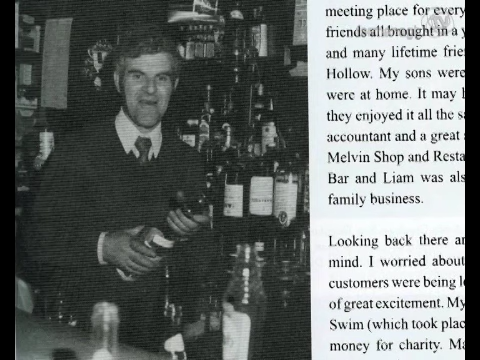 meeting place for every
friends all brought in a y
and many lifetime frie
Hollow. My sons were
were at home. It may
they enjoyed it all the sa
accountant and a great
Melvin Shop and Resta
Bar and Liam was als
family business.
Looking back there ar
mind. I worried about
customers were being l
of great excitement. My
Swim (which took plac
money for charity. Ma